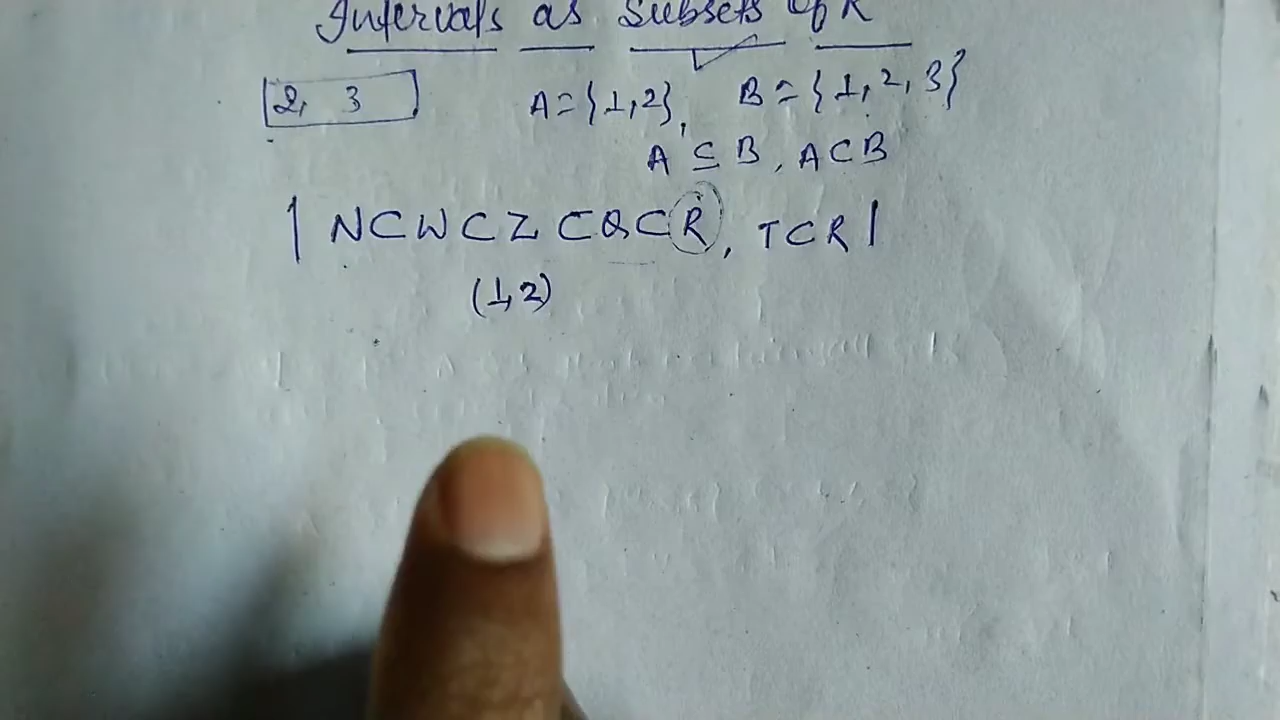 Intervals as Subsets of R
2, 3 A = {1,2}, B = {1, 2, 3}
A ⊆ B, A ⊂ B
| N ⊂ W ⊂ Z ⊂ Q ⊂ R, T ⊂ R |
(1,2)